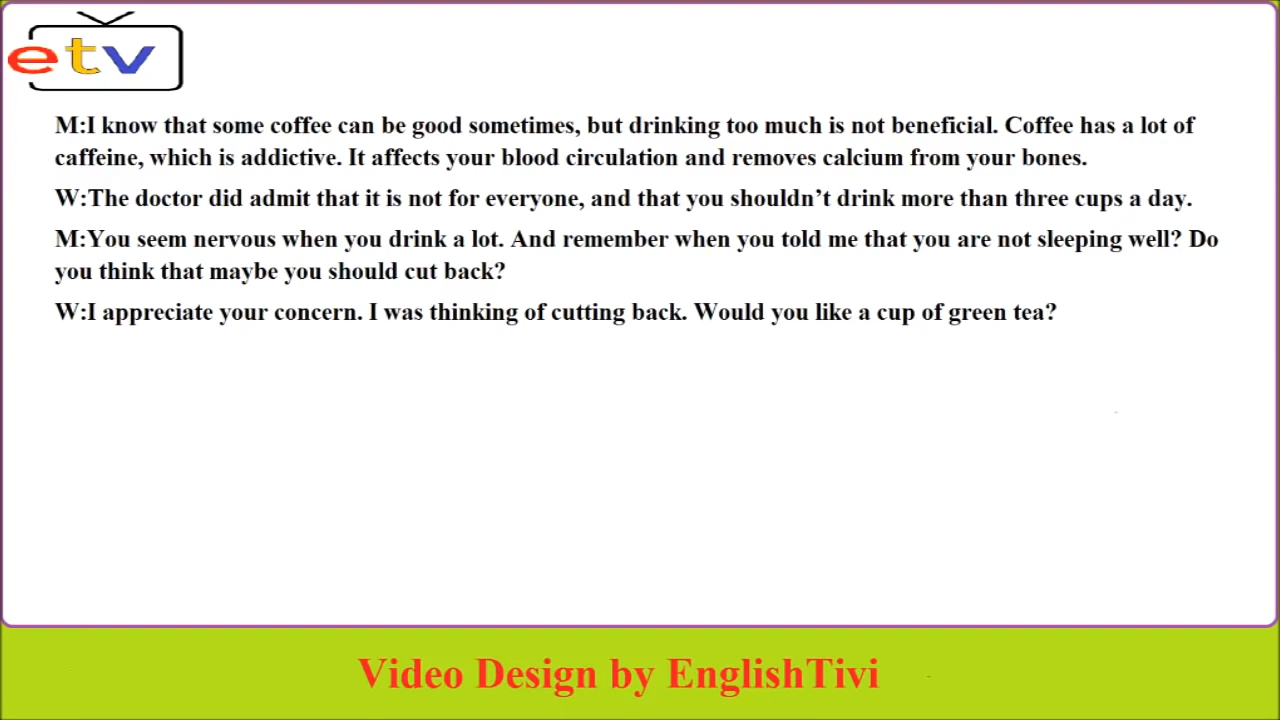 etv
M:I know that some coffee can be good sometimes, but drinking too much is not beneficial. Coffee has a lot of
caffeine, which is addictive. It affects your blood circulation and removes calcium from your bones.
W:The doctor did admit that it is not for everyone, and that you shouldn’t drink more than three cups a day.
M:You seem nervous when you drink a lot. And remember when you told me that you are not sleeping well? Do
you think that maybe you should cut back?
W:I appreciate your concern. I was thinking of cutting back. Would you like a cup of green tea?
Video Design by EnglishTivi